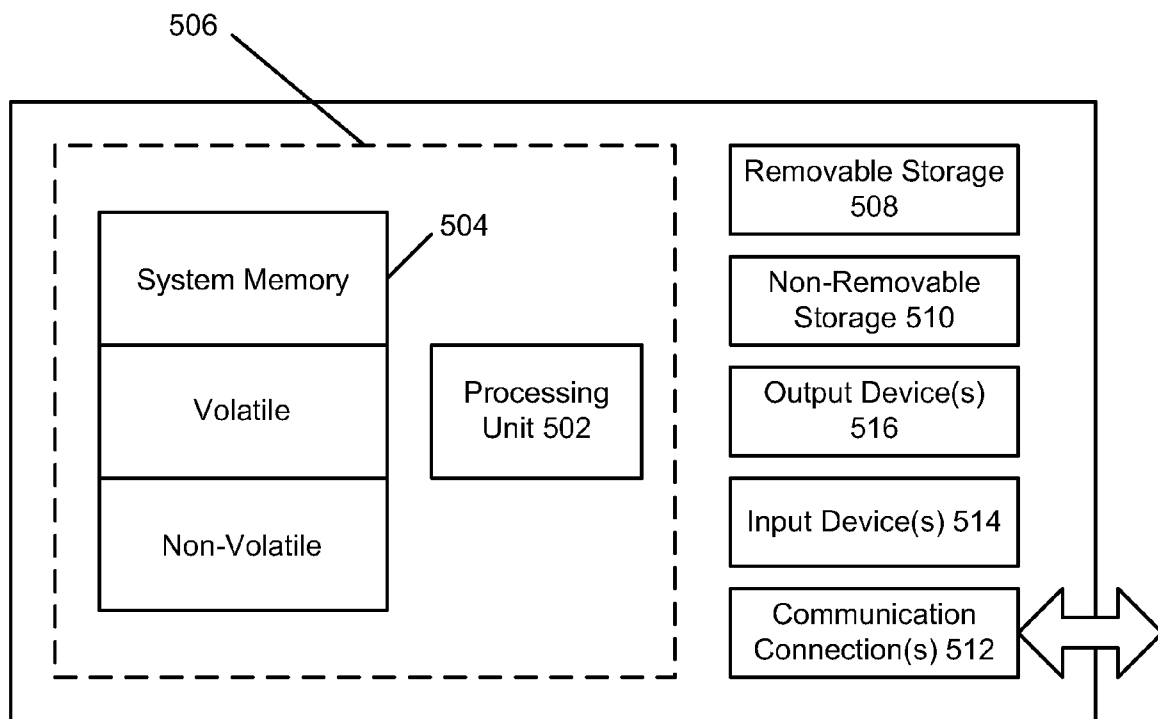 506
504
System Memory
Volatile
Non-Volatile
Processing
Unit 502
Removable Storage
508
Non-Removable
Storage 510
Output Device(s)
516
Input Device(s) 514
Communication
Connection(s) 512